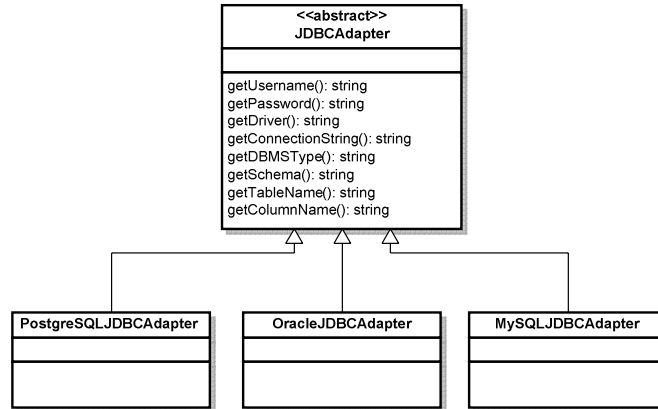 <<abstract>>
JDBCAdapter
getUsername(): string
getPassword(): string
getDriver(): string
getConnectionString(): string
getDBMSType(): string
getSchema(): string
getTableName(): string
getColumnName(): string
PostgreSQLJDBCAdapter
OracleJDBCAdapter
MySQLJDBCAdapter